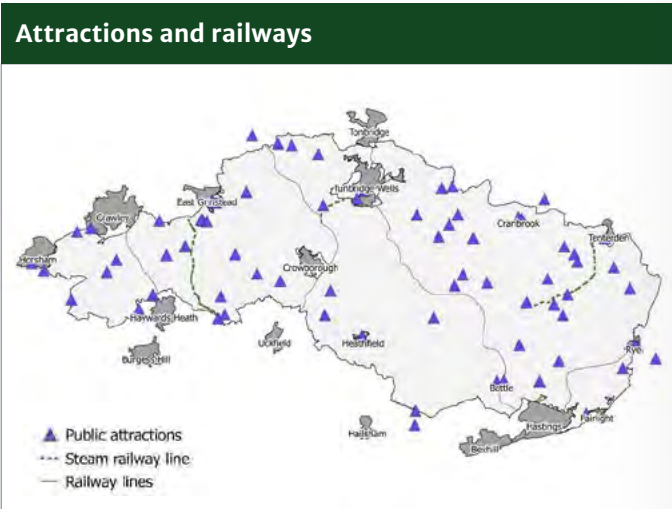 Attractions and railways
Tonbridge
Tunbridge Wells
East Grinstead
Crawley
Cranbrook
Tenterden
Horsham
Crowborough
Haywards Heath
Uckfield
Heathfield
Rye
Burgess Hill
Battle
Fairlight
Hailsham
Hastings
Bexhill
Public attractions
Steam railway line
Railway lines